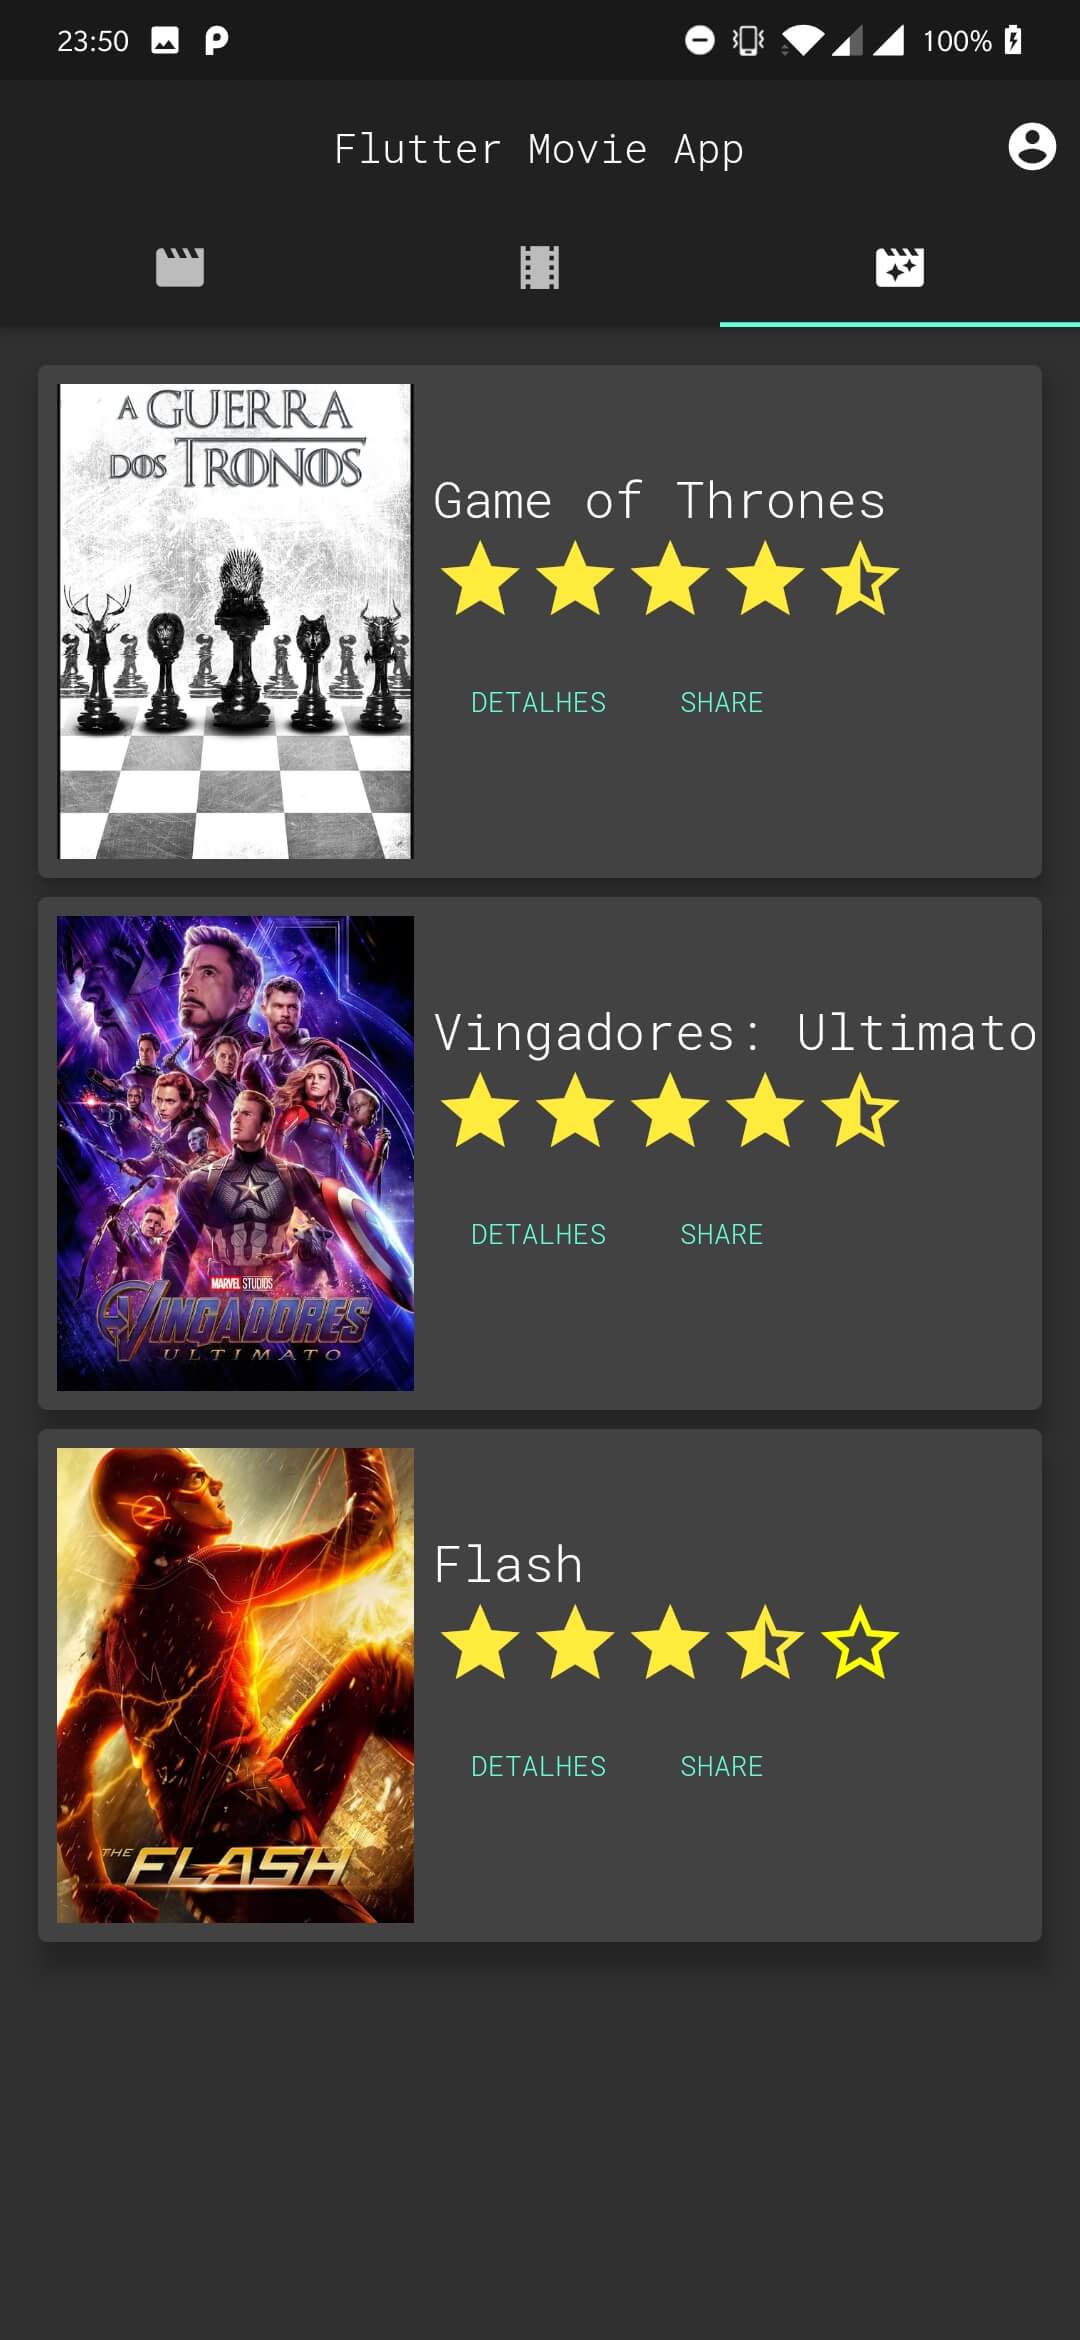 23:50
100%
Flutter Movie App
A GUERRA
DOS TRONOS
Game of Thrones
DETALHES SHARE
Vingadores: Ultimato
DETALHES SHARE
MARVEL STUDIOS
VINGADORES
ULTIMATO
Flash
DETALHES SHARE
THE FLASH